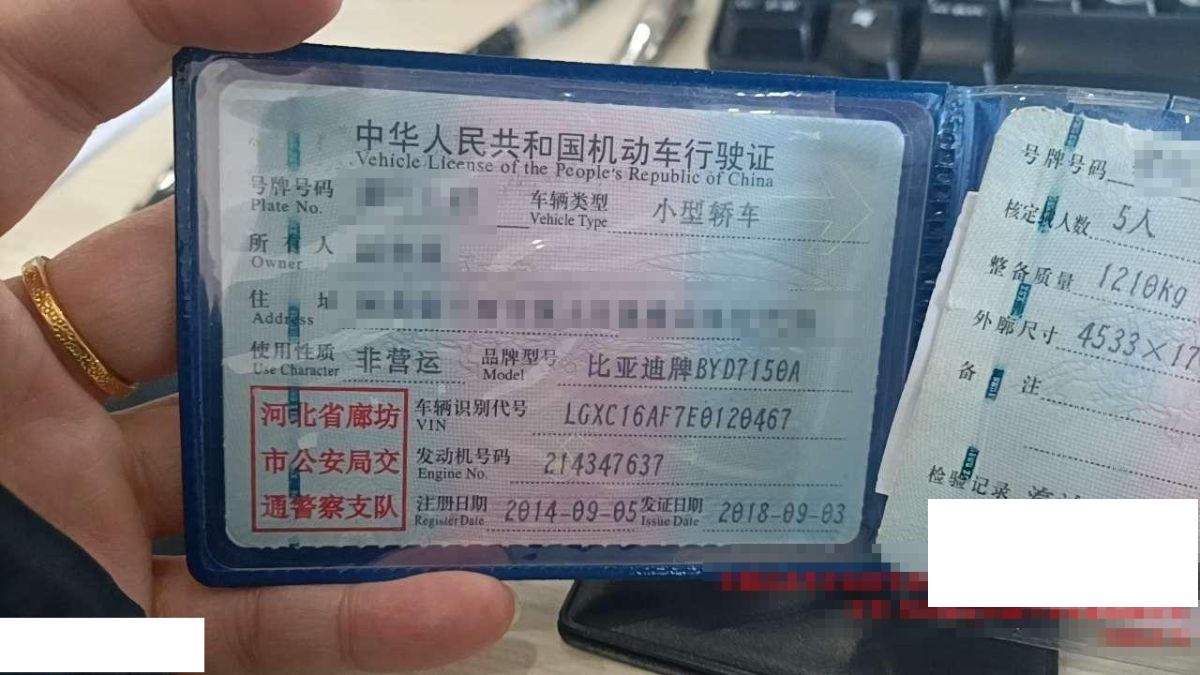 中华人民共和国机动车行驶证
Vehicle License of the People's Republic of China
号牌号码
Plate No.
车辆类型 小型轿车
Vehicle Type
所有人
Owner
住 址
Address
使用性质 非营运 品牌型号 比亚迪牌BYD7150A
Use Character Model
河北省廊坊
市公安局交
通警察支队
车辆识别代号 LGXC16AF7E0120467
VIN
发动机号码 214347637
Engine No.
注册日期 2014-09-05 发证日期 2018-09-03
Register Date Issue Date
号牌号码
核定 人数 5人
整备质量 1210kg
外廓尺寸 4533×17
备 注
检验记录